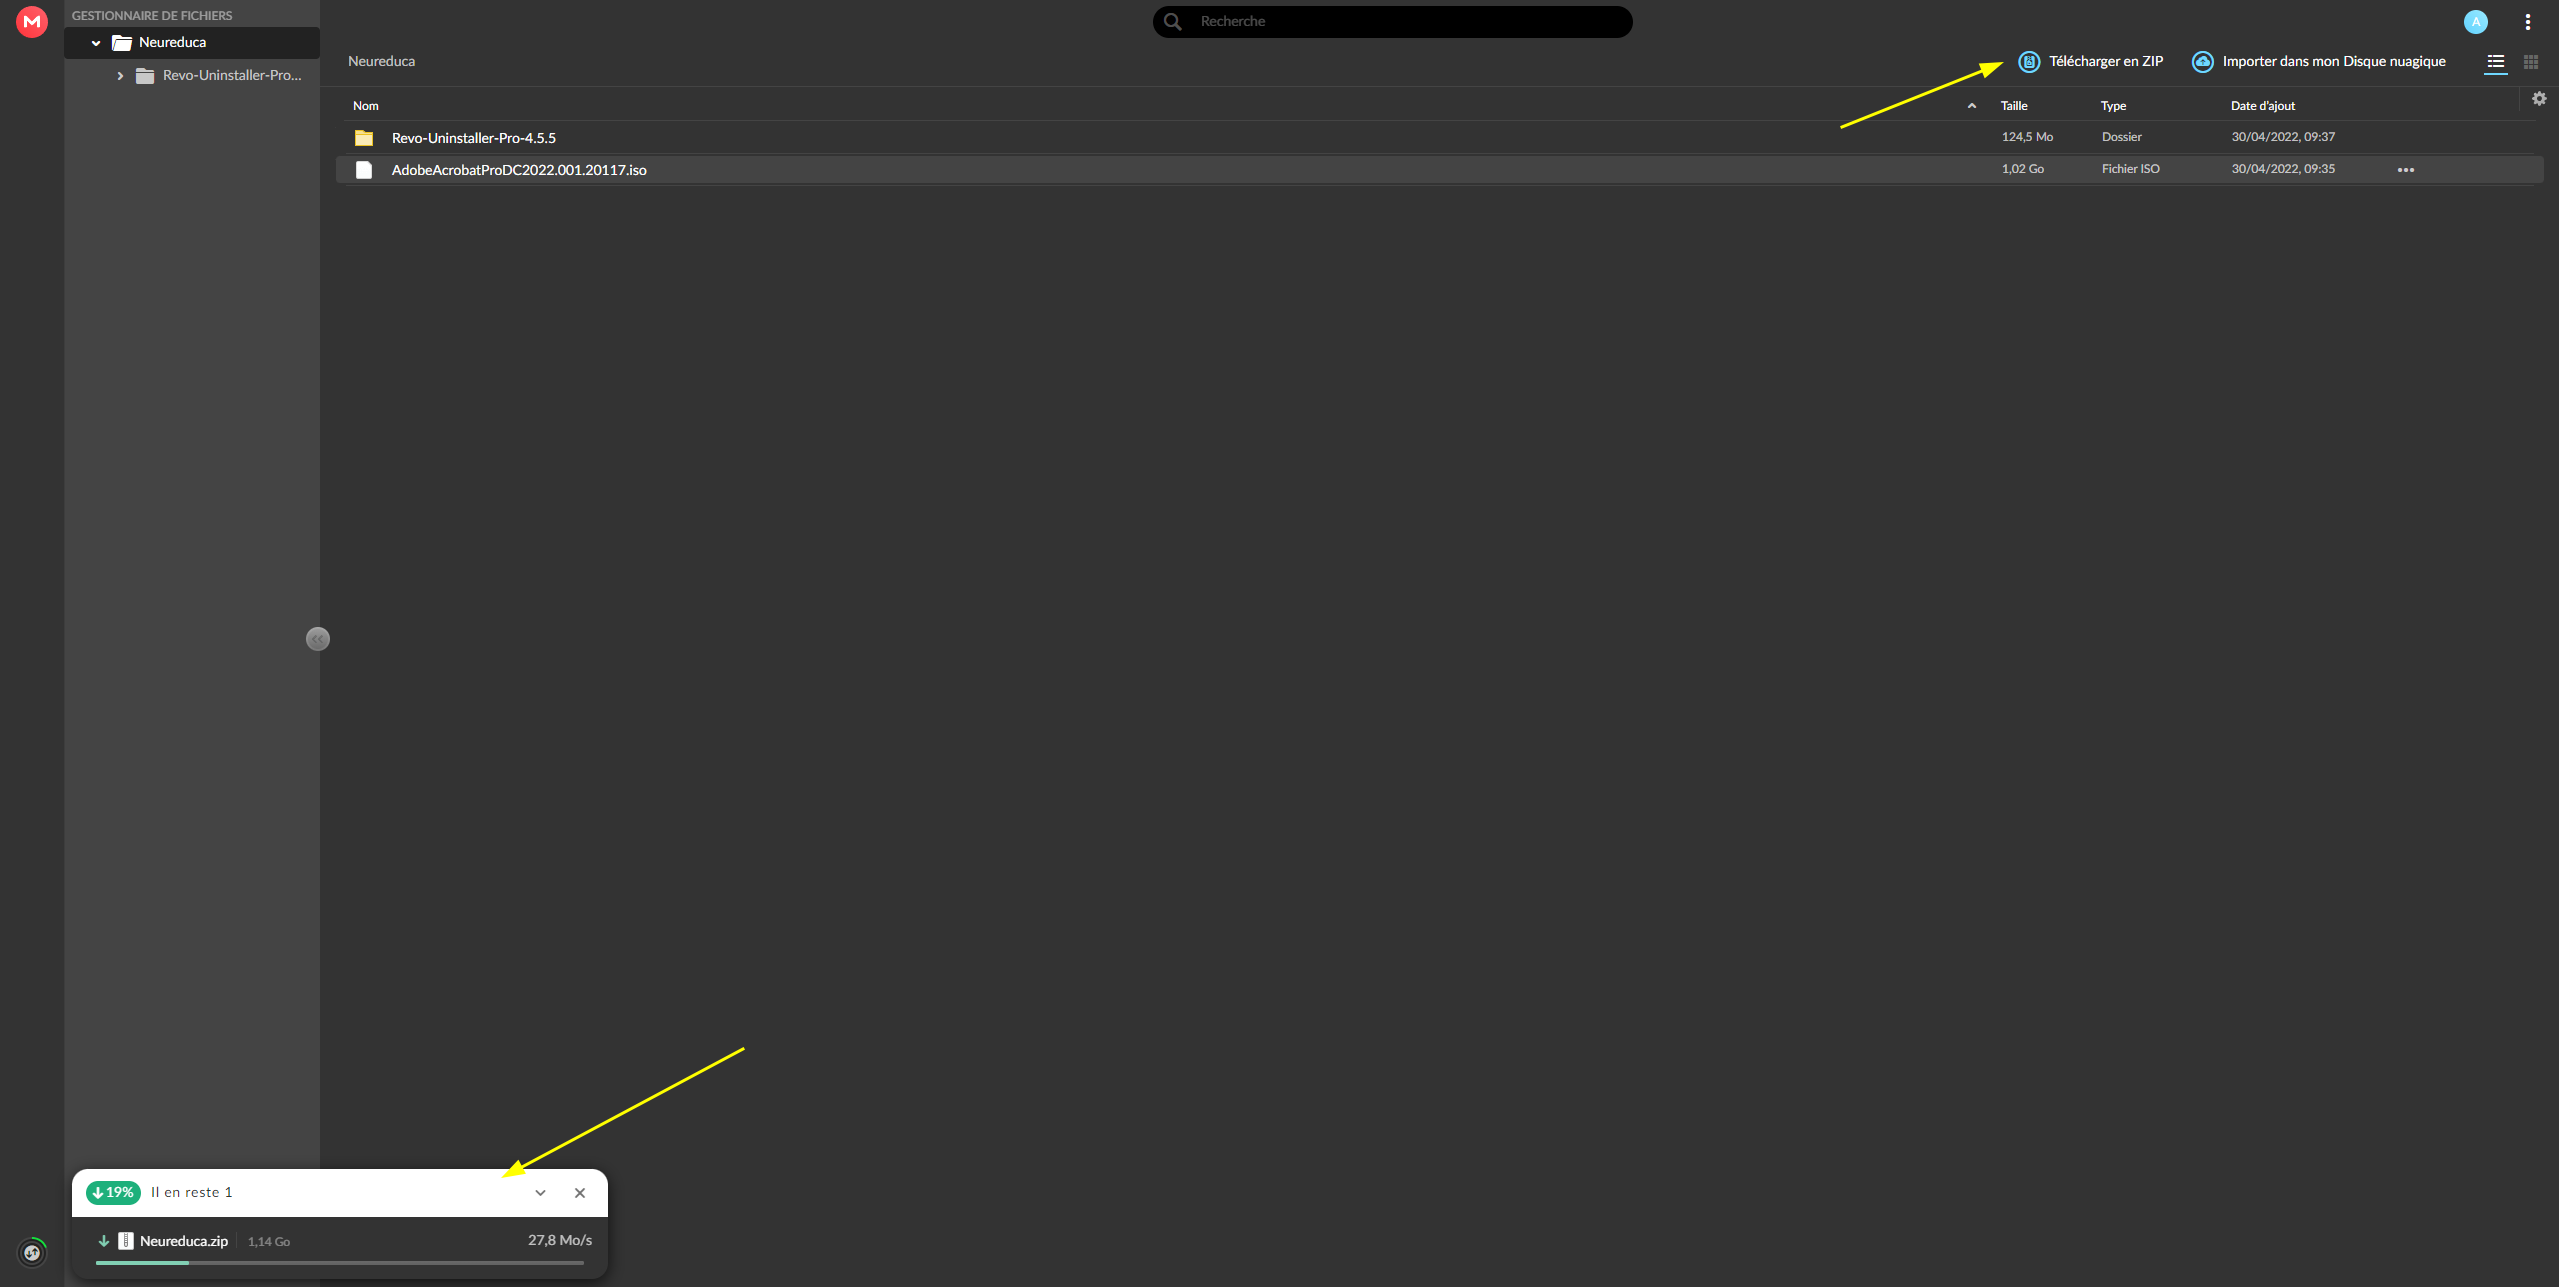 M
GESTIONNAIRE DE FICHIERS
Neureduca
Revo-Uninstaller-Pro...
Recherche
A
Neureduca
Télécharger en ZIP
Importer dans mon Disque nuagique
Nom
Taille
Type
Date d'ajout
Revo-Uninstaller-Pro-4.5.5
124,5 Mo
Dossier
30/04/2022, 09:37
AdobeAcrobatProDC2022.001.20117.iso
1,02 Go
Fichier ISO
30/04/2022, 09:35
19%
Il en reste 1
Neureduca.zip
1,14 Go
27,8 Mo/s